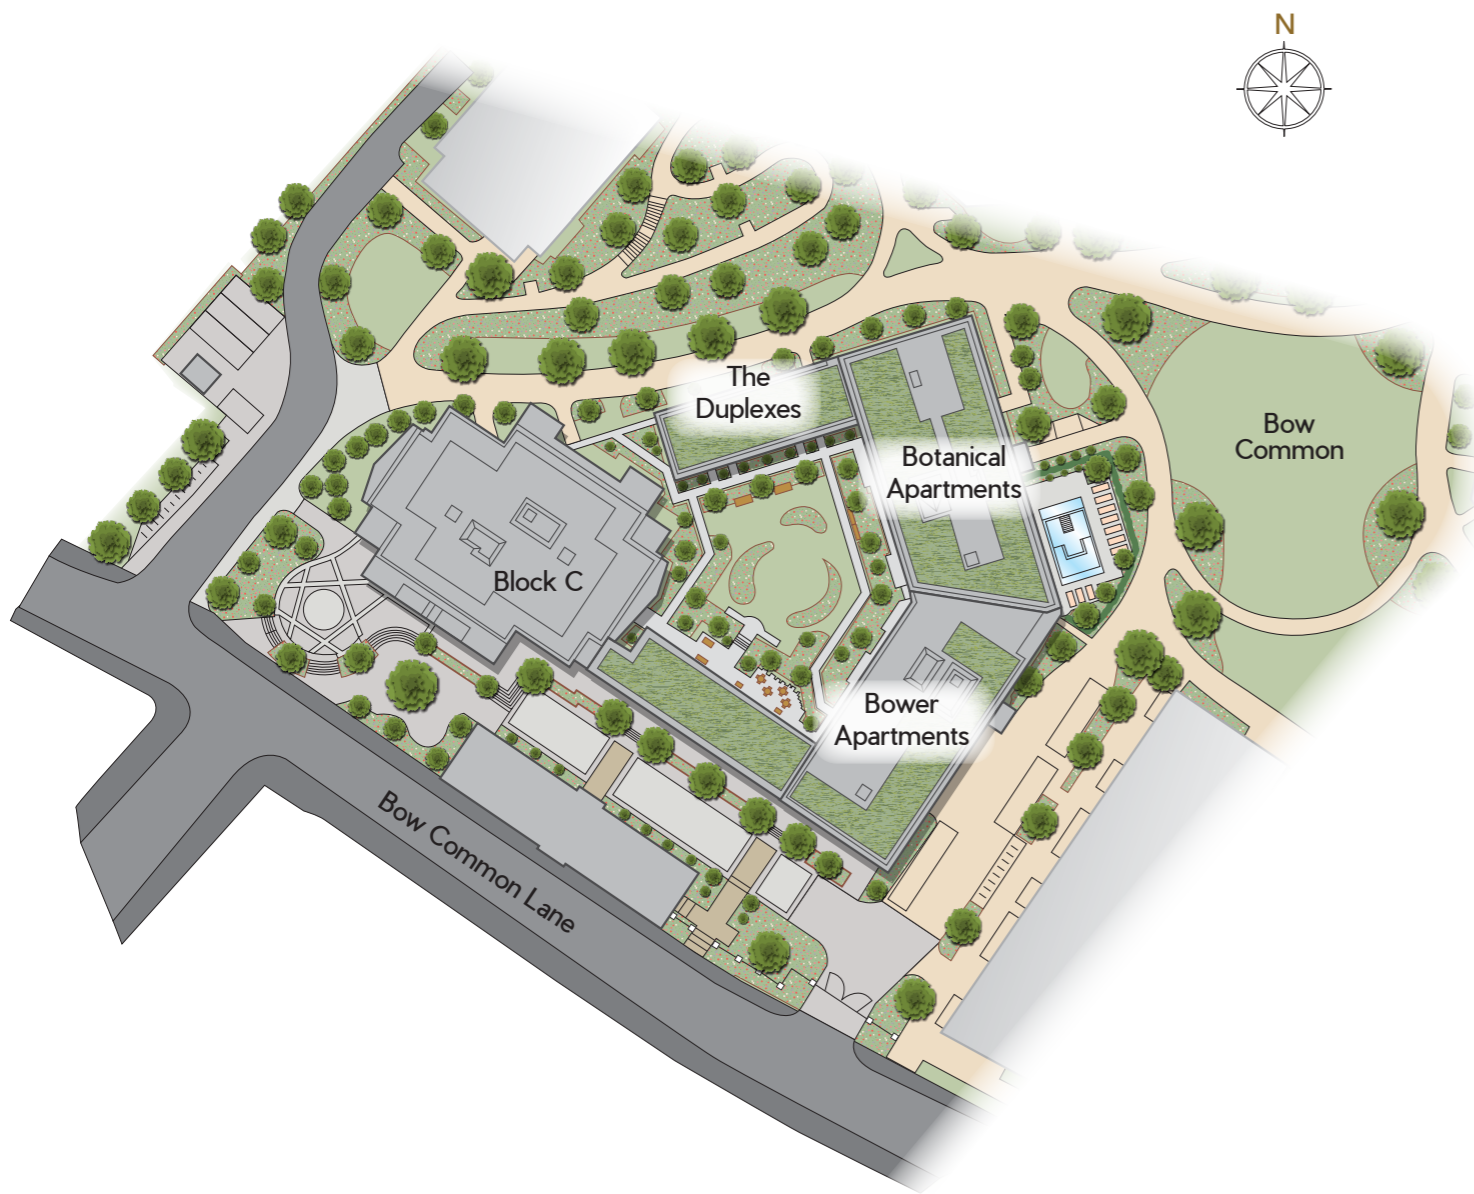 N
The
Duplexes
Bow
Common
Botanical
Apartments
Block C
Bower
Apartments
Bow Common Lane